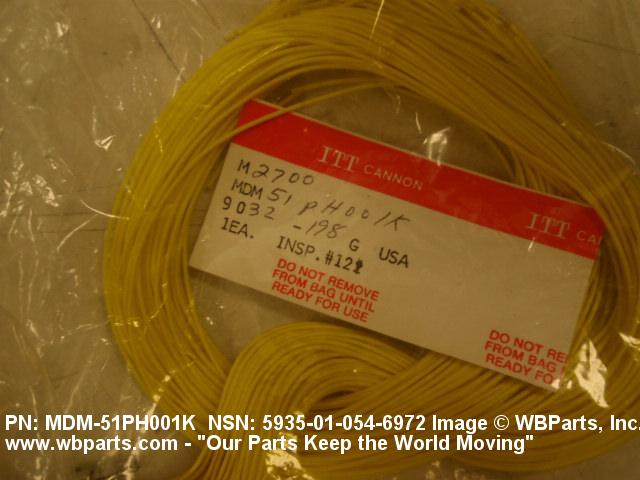 ITT CANNON
ITT CAN
M2700
MDM 51 PH001K
9032 -198 G USA
1EA. INSP.#121
DO NOT REMOVE
FROM BAG UNTIL
READY FOR USE
DO NOT RE
FROM BAG
READY FO
PN: MDM-51PH001K NSN: 5935-01-054-6972 Image © WBParts, Inc.
www.wbparts.com - "Our Parts Keep the World Moving"